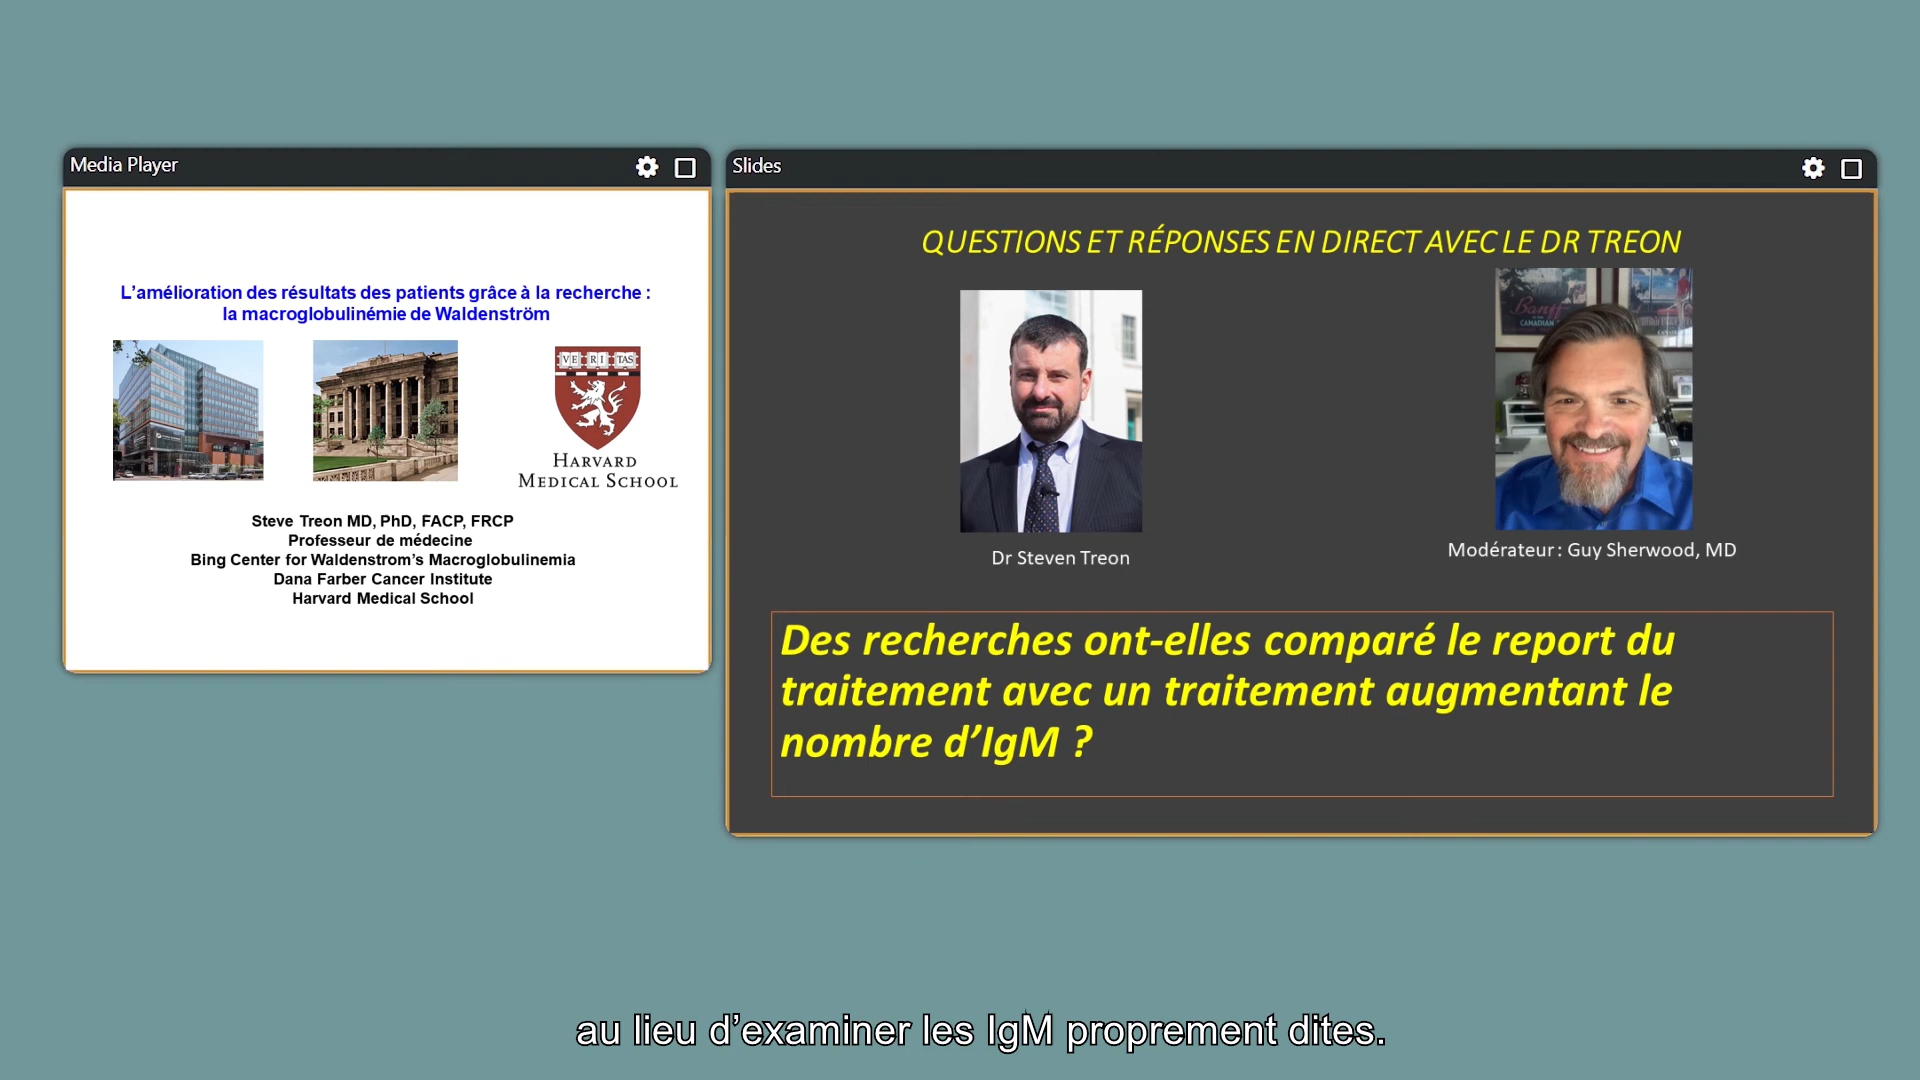 Media Player
L’amélioration des résultats des patients grâce à la recherche :
la macroglobulinémie de Waldenström
VE RI TAS
HARVARD
MEDICAL SCHOOL
Steve Treon MD, PhD, FACP, FRCP
Professeur de médecine
Bing Center for Waldenstrom’s Macroglobulinemia
Dana Farber Cancer Institute
Harvard Medical School
Slides
QUESTIONS ET RÉPONSES EN DIRECT AVEC LE DR TREON
Banff
CANADIAN
Dr Steven Treon
Modérateur : Guy Sherwood, MD
Des recherches ont-elles comparé le report du
traitement avec un traitement augmentant le
nombre d’IgM ?
au lieu d’examiner les IgM proprement dites.